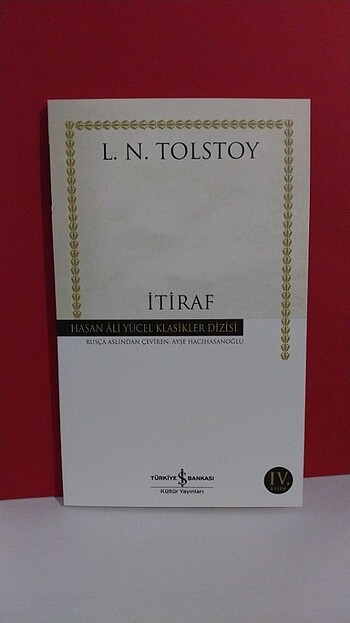 L. N. TOLSTOY
İTİRAF
HASAN ÂLİ YÜCEL KLASİKLER DİZİSİ
RUSÇA ASLINDAN ÇEVİREN: AYŞE HACIHASANOĞLU
TÜRKİYE İŞ BANKASI
Kültür Yayınları
IV.
BASIM